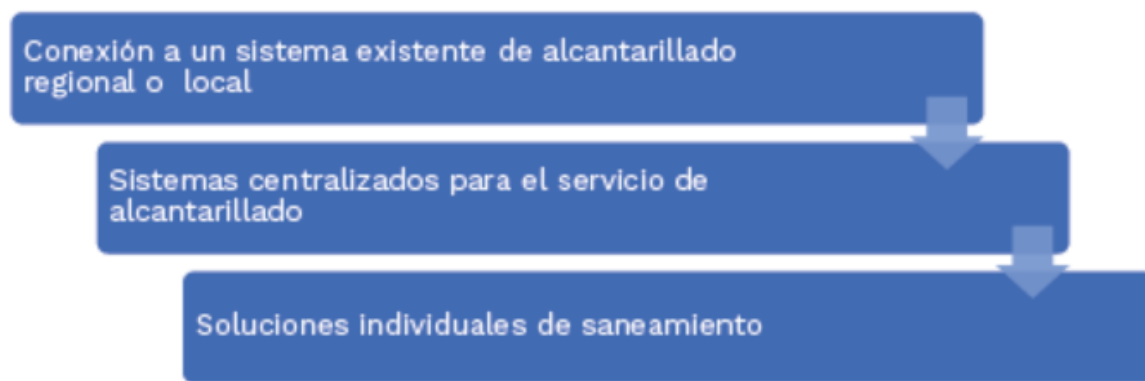 Conexión a un sistema existente de alcantarillado
regional o  local
Sistemas centralizados para el servicio de
alcantarillado
Soluciones individuales de saneamiento